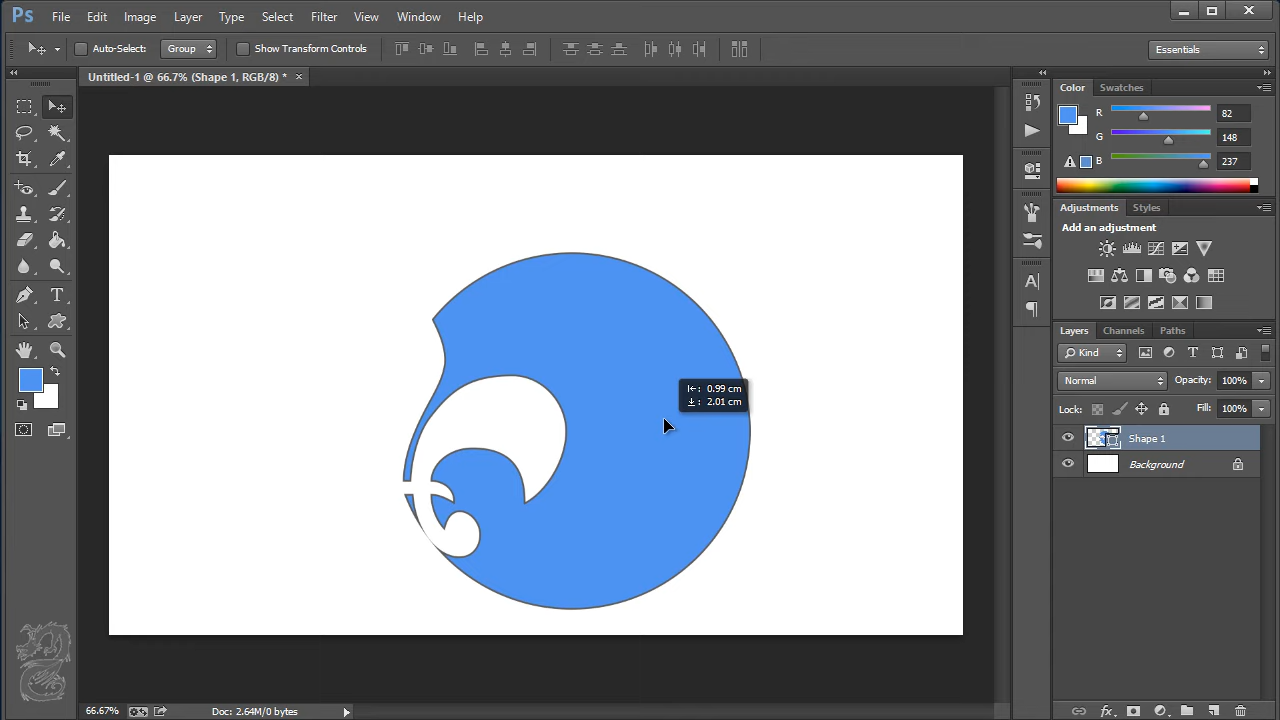 Ps File Edit Image Layer Type Select Filter View Window Help
Auto-Select: Group Show Transform Controls Essentials
Untitled-1 @ 66.7% (Shape 1, RGB/8) * ×
Color Swatches
R 82
G 148
B 237
Adjustments Styles
Add an adjustment
Layers Channels Paths
Kind
Normal Opacity: 100%
Lock: Fill: 100%
Shape 1
Background
0.99 cm
2.01 cm
66.67% Doc: 2.64M/0 bytes